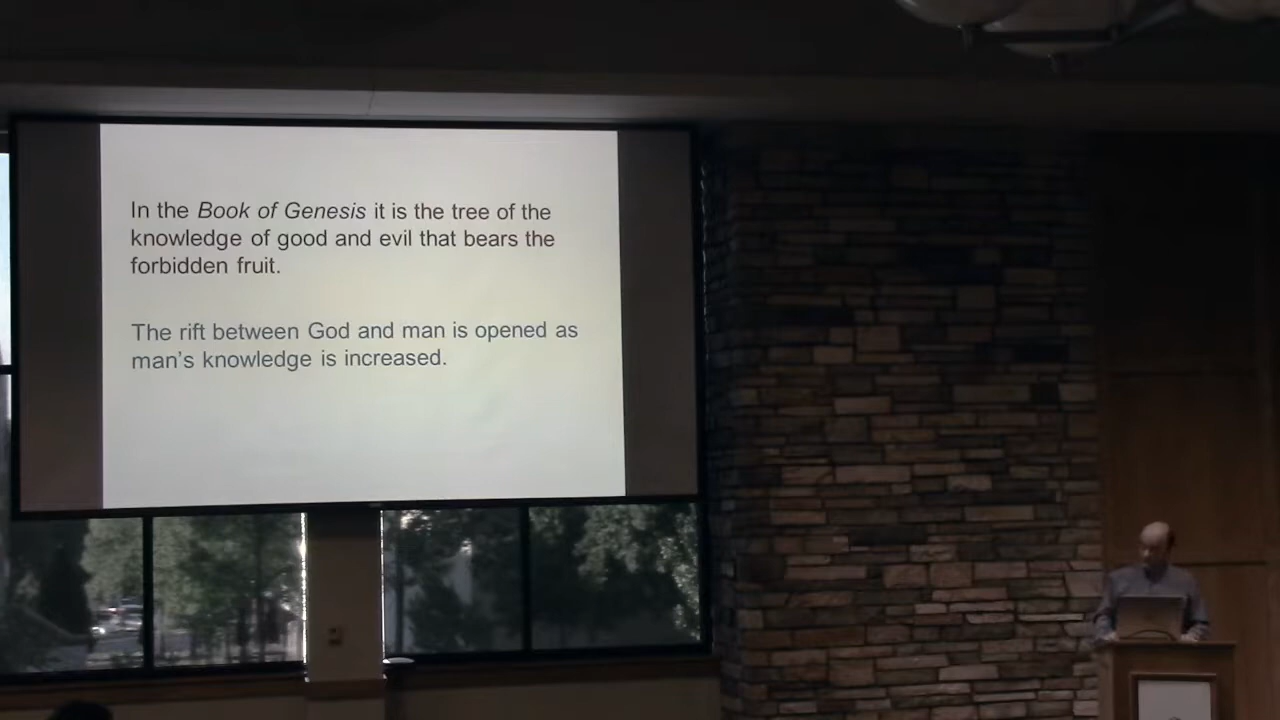 In the Book of Genesis it is the tree of the
knowledge of good and evil that bears the
forbidden fruit.
The rift between God and man is opened as
man's knowledge is increased.